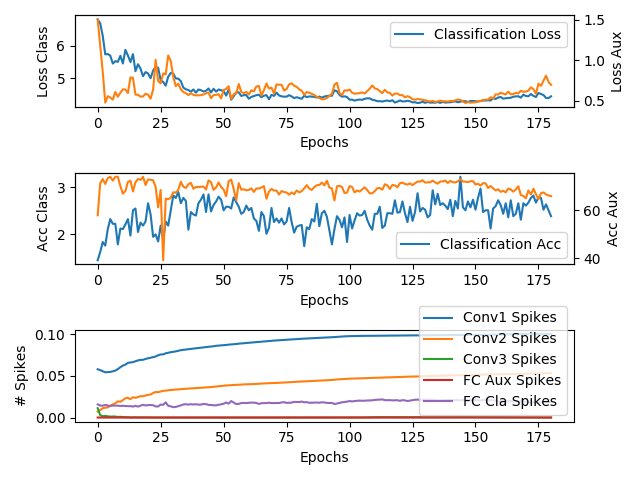 Classification Loss
Loss Class
Loss Aux
6
5
1.5
1.0
0.5
0 25 50 75 100 125 150 175
Epochs
Classification Acc
Acc Class
Acc Aux
3
2
60
40
0 25 50 75 100 125 150 175
Epochs
Conv1 Spikes
Conv2 Spikes
Conv3 Spikes
FC Aux Spikes
FC Cla Spikes
# Spikes
0.10
0.05
0.00
0 25 50 75 100 125 150 175
Epochs